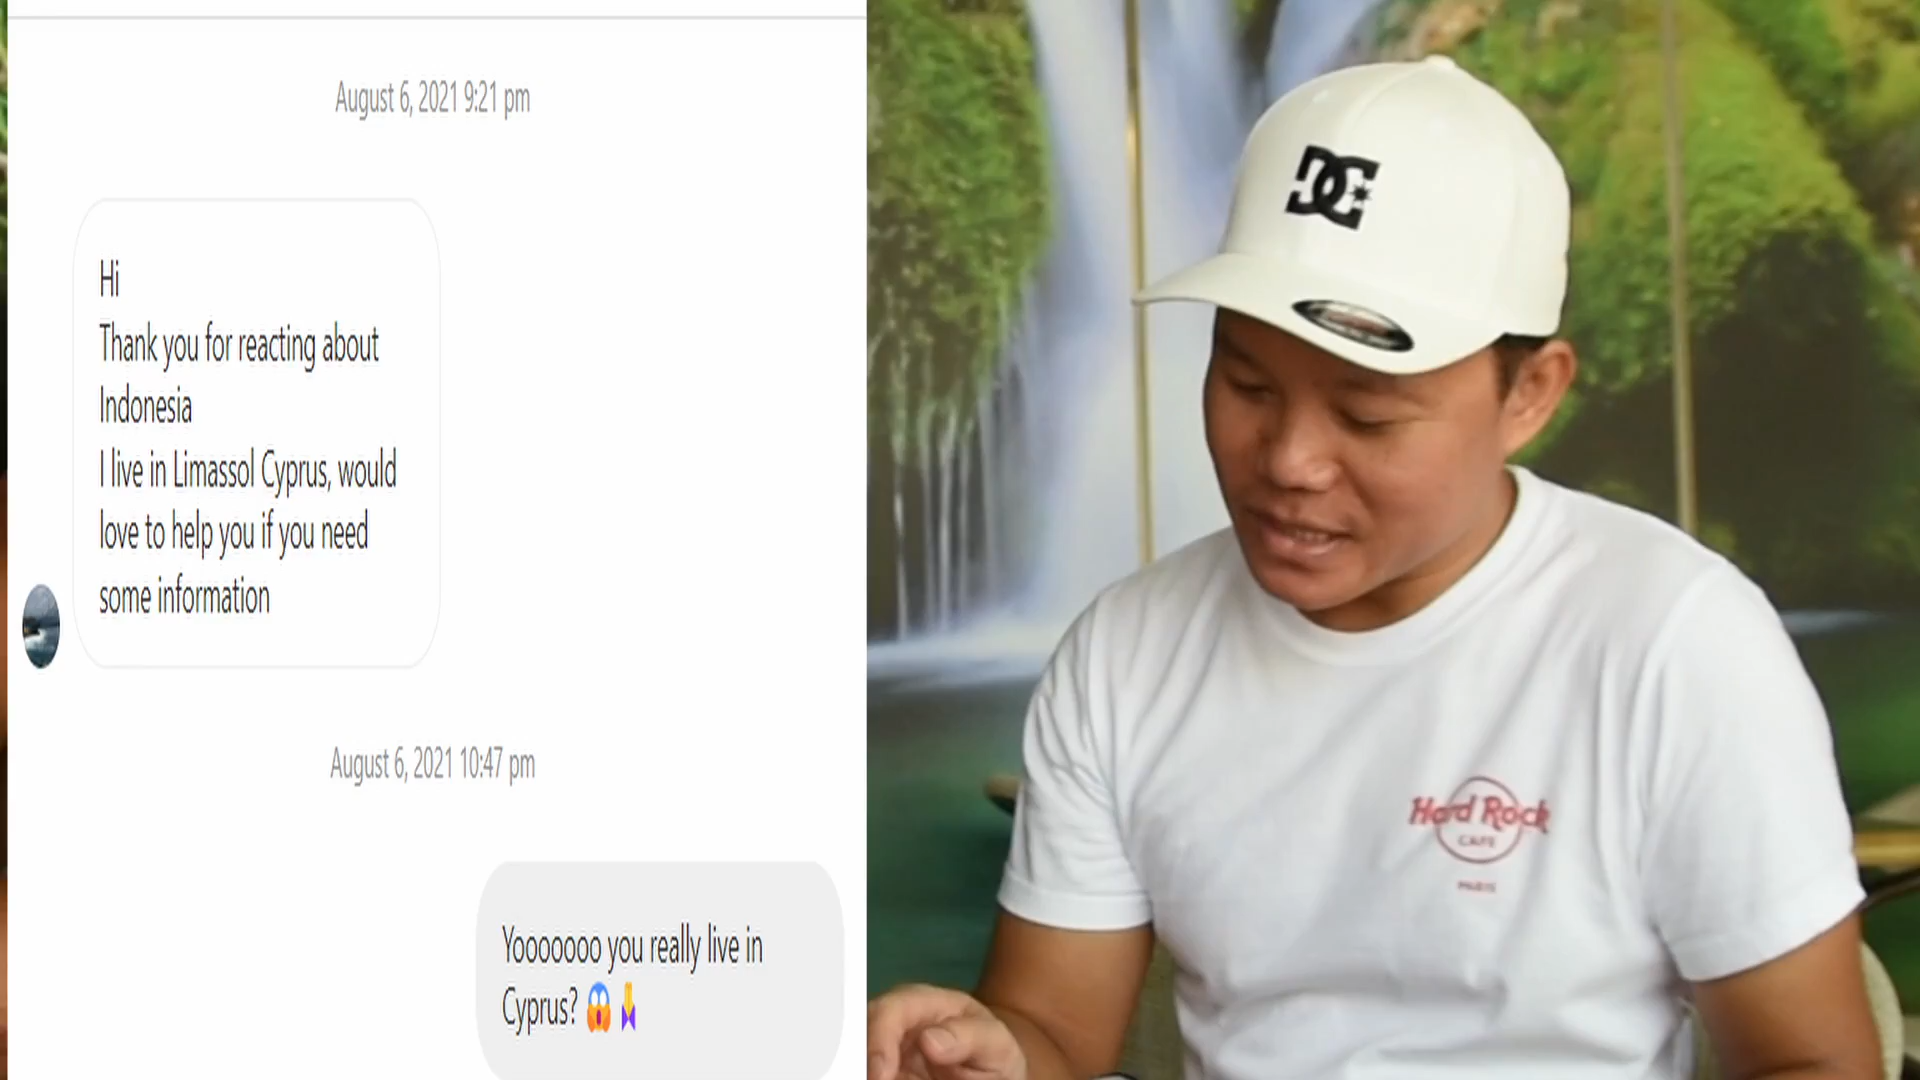 August 6, 2021 9:21 pm
Hi
Thank you for reacting about
Indonesia
I live in Limassol Cyprus, would
love to help you if you need
some information
August 6, 2021 10:47 pm
Yooooooo you really live in
Cyprus? 😱
DC
Hard Rock
CAFE
PARIS